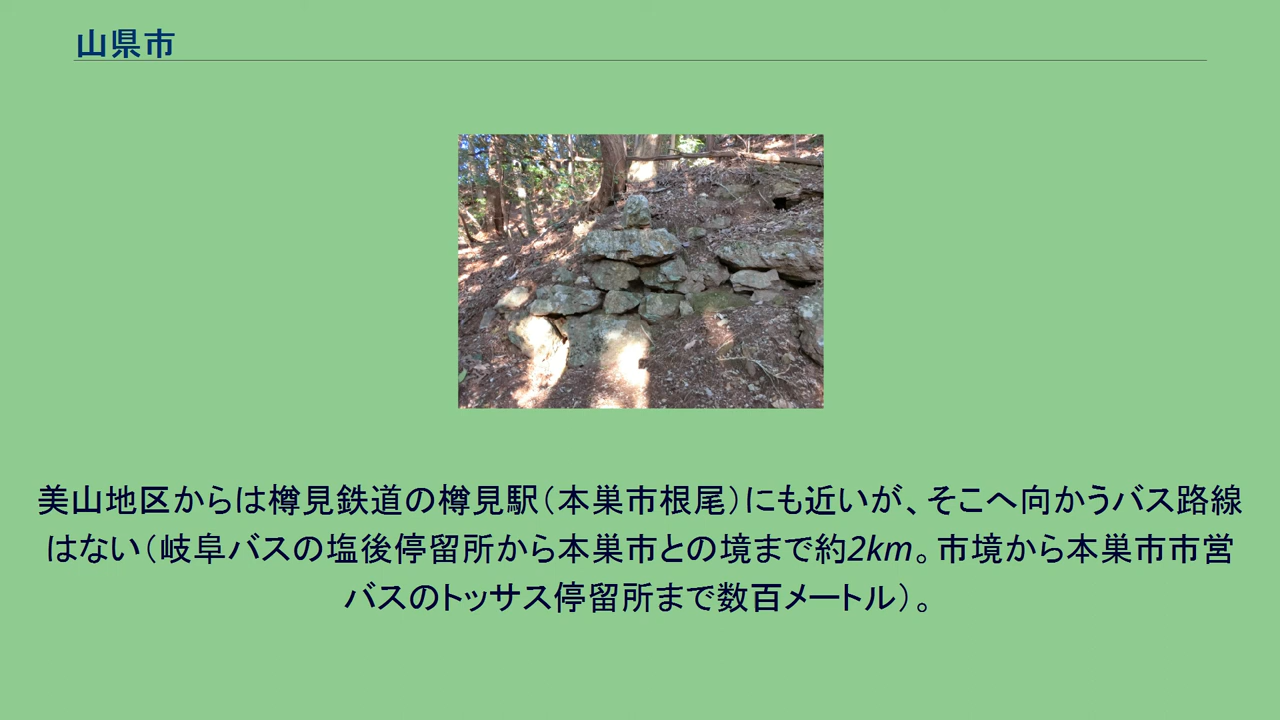 山県市
美山地区からは樽見鉄道の樽見駅（本巣市根尾）にも近いが、そこへ向かうバス路線
はない（岐阜バスの塩後停留所から本巣市との境まで約2km。市境から本巣市市営
バスのトッサス停留所まで数百メートル）。